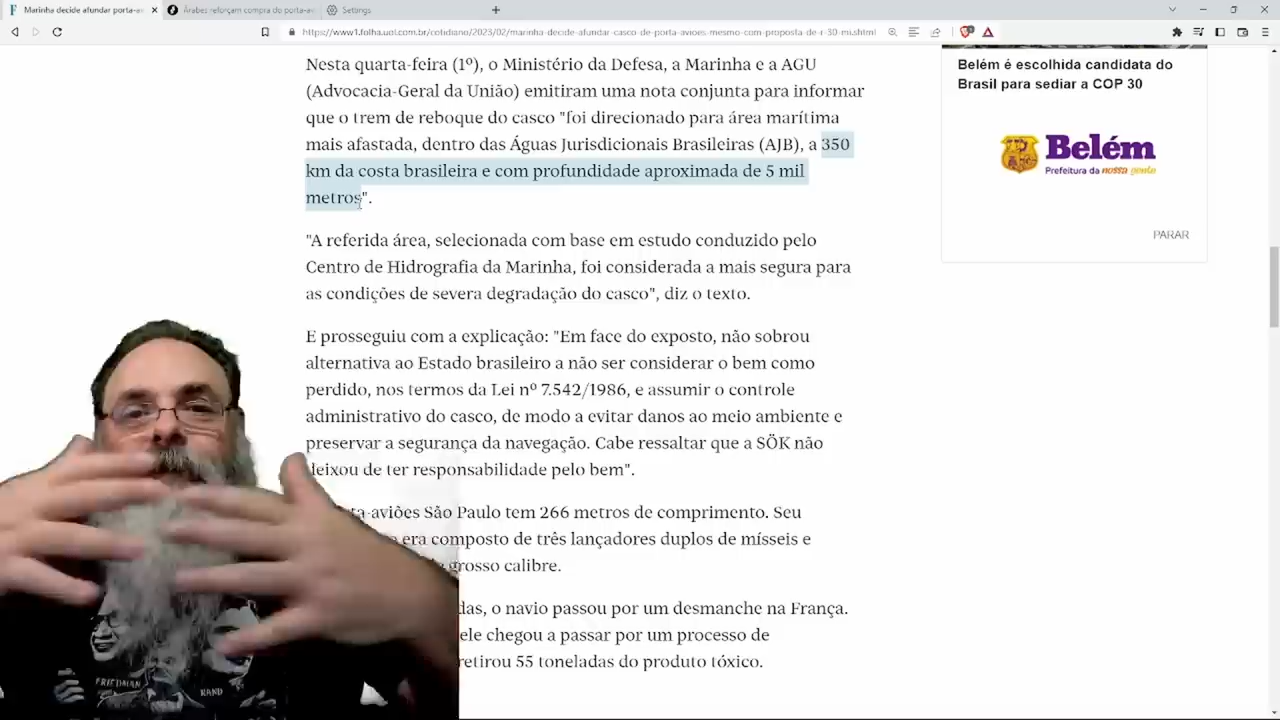 Marinha decide afundar porta-av
Árabes reforçam compra do porta-av
Settings
https://www1.folha.uol.com.br/cotidiano/2023/02/marinha-decide-afundar-casco-de-porta-avioes-mesmo-com-proposta-de-r-30-mi.shtml
Nesta quarta-feira (1º), o Ministério da Defesa, a Marinha e a AGU
(Advocacia-Geral da União) emitiram uma nota conjunta para informar
que o trem de reboque do casco "foi direcionado para área marítima
mais afastada, dentro das Águas Jurisdicionais Brasileiras (AJB), a 350
km da costa brasileira e com profundidade aproximada de 5 mil
metros".
"A referida área, selecionada com base em estudo conduzido pelo
Centro de Hidrografia da Marinha, foi considerada a mais segura para
as condições de severa degradação do casco", diz o texto.
E prosseguiu com a explicação: "Em face do exposto, não sobrou
alternativa ao Estado brasileiro a não ser considerar o bem como
perdido, nos termos da Lei nº 7.542/1986, e assumir o controle
administrativo do casco, de modo a evitar danos ao meio ambiente e
preservar a segurança da navegação. Cabe ressaltar que a SÖK não
deixou de ter responsabilidade pelo bem".
ta-aviões São Paulo tem 266 metros de comprimento. Seu
era composto de três lançadores duplos de mísseis e
grosso calibre.
das, o navio passou por um desmanche na França.
ele chegou a passar por um processo de
retirou 55 toneladas do produto tóxico.
Belém é escolhida candidata do
Brasil para sediar a COP 30
Belém
Prefeitura da nossa gente
PARAR
FRIEDMAN
RAND